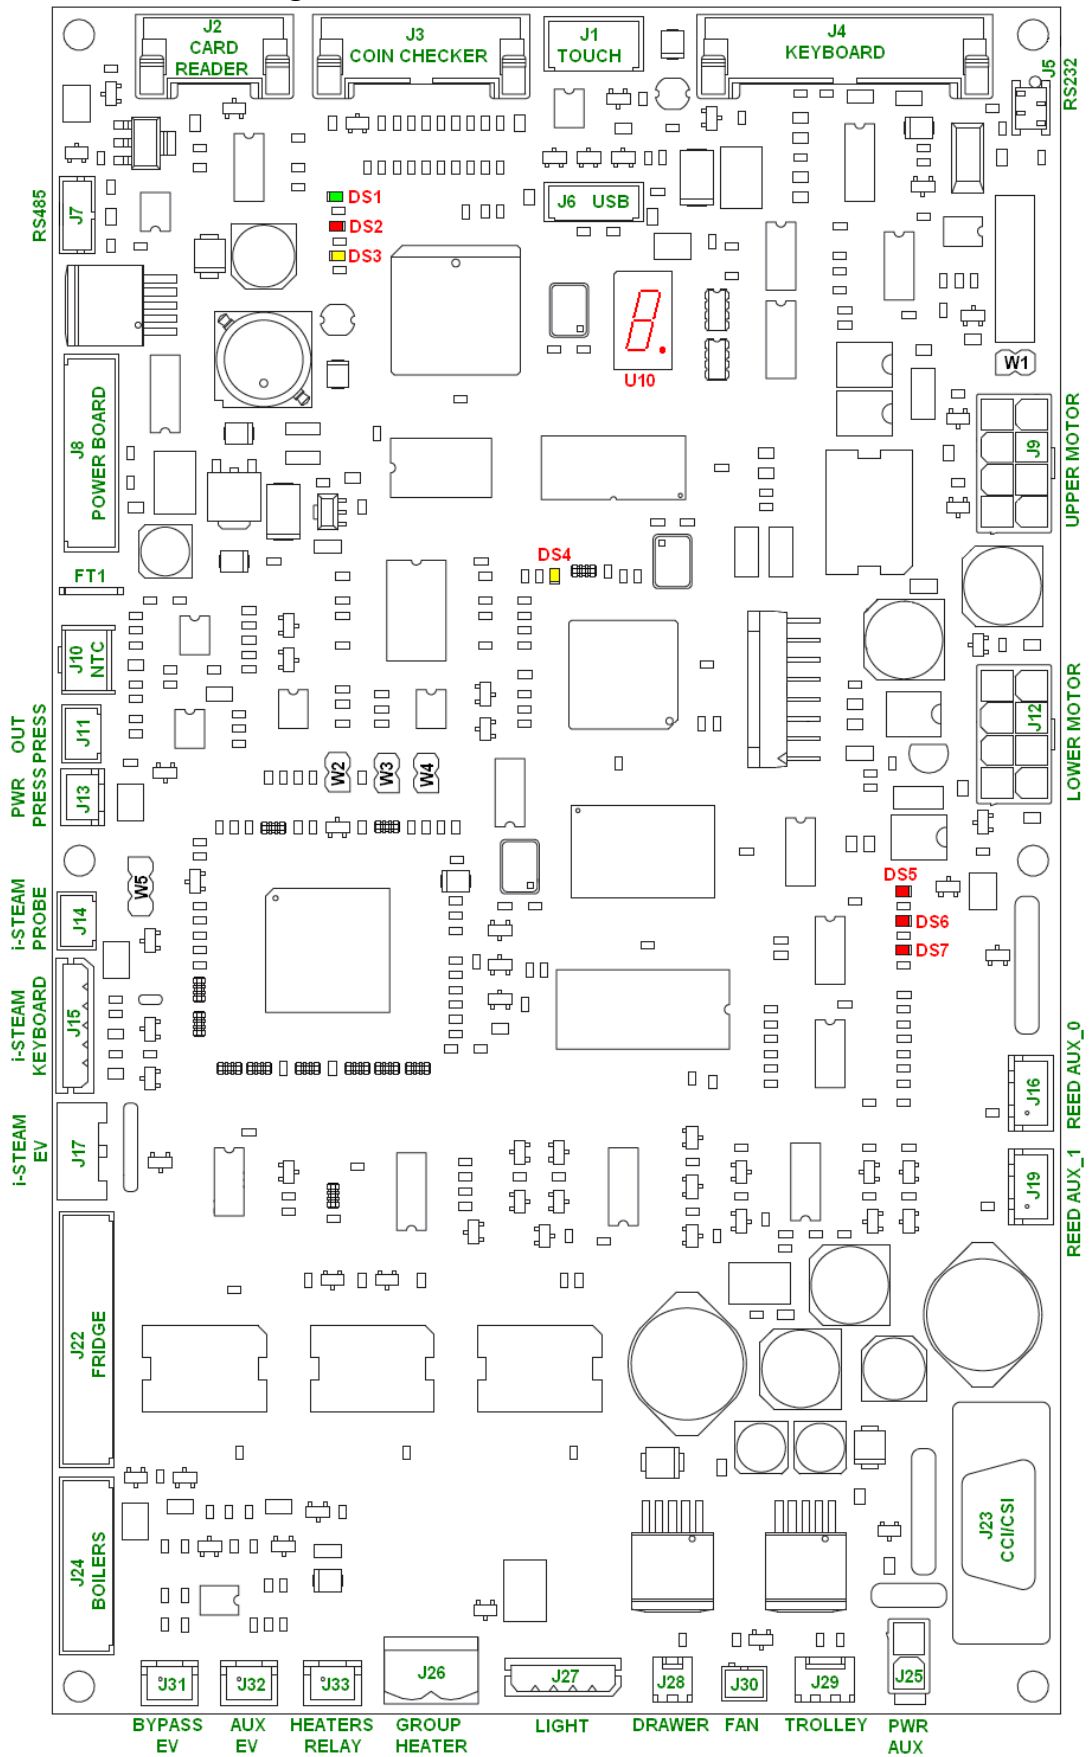 J2
CARD
READER
J3
COIN CHECKER
J1
TOUCH
J4
KEYBOARD
J5
RS232
RS485
J7
DS1
DS2
DS3
J6 USB
U10
W1
J8
POWER BOARD
J9
UPPER MOTOR
DS4
FT1
J10
NTC
J11
OUT
PRESS
J12
LOWER MOTOR
J13
PWR
PRESS
W2
W3
W4
W5
DS5
DS6
DS7
J14
i-STEAM
PROBE
J15
i-STEAM
KEYBOARD
J16
REED AUX_0
J17
i-STEAM
EV
J19
REED AUX_1
J22
FRIDGE
J23
CCI/CSI
J24
BOILERS
J31
J32
J33
J26
J27
J28
J30
J29
J25
BYPASS
EV
AUX
EV
HEATERS
RELAY
GROUP
HEATER
LIGHT
DRAWER
FAN
TROLLEY
PWR
AUX